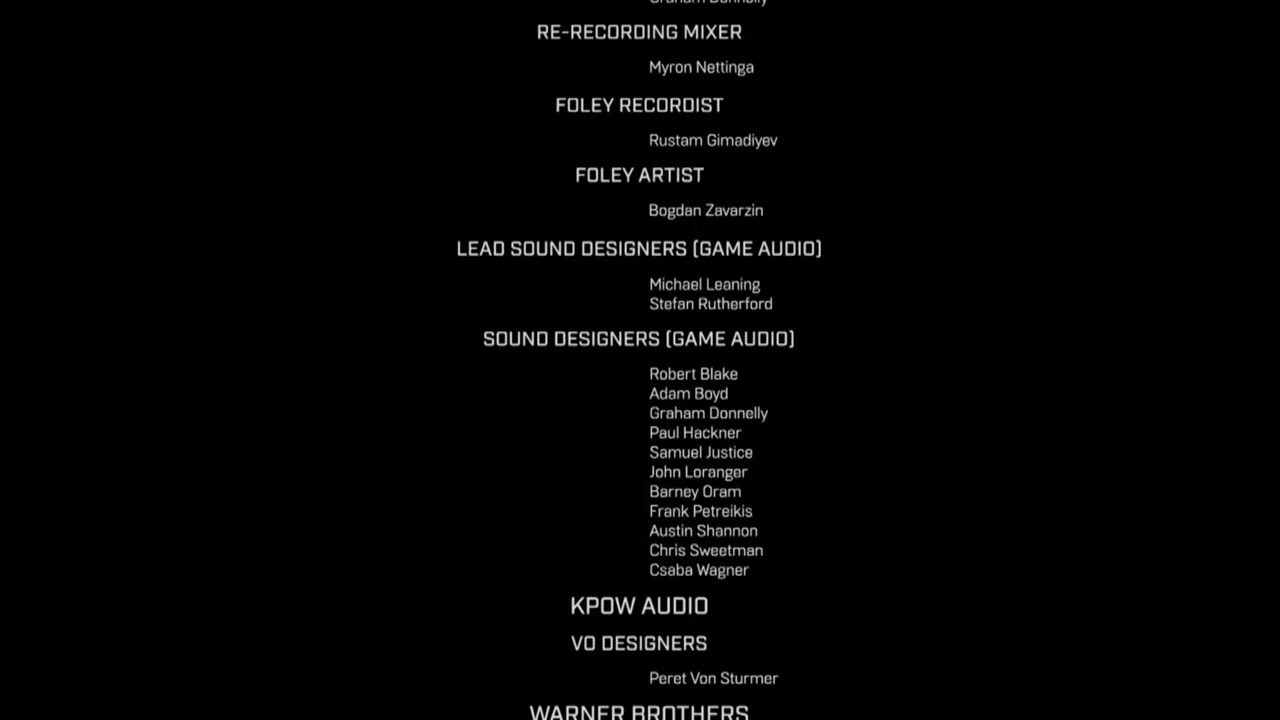 Graham Donnelly
RE-RECORDING MIXER
Myron Nettinga
FOLEY RECORDIST
Rustam Gimadiyev
FOLEY ARTIST
Bogdan Zavarzin
LEAD SOUND DESIGNERS (GAME AUDIO)
Michael Leaning
Stefan Rutherford
SOUND DESIGNERS (GAME AUDIO)
Robert Blake
Adam Boyd
Graham Donnelly
Paul Hackner
Samuel Justice
John Loranger
Barney Oram
Frank Petreikis
Austin Shannon
Chris Sweetman
Csaba Wagner
KPOW AUDIO
VO DESIGNERS
Peret Von Sturmer
WARNER BROTHERS